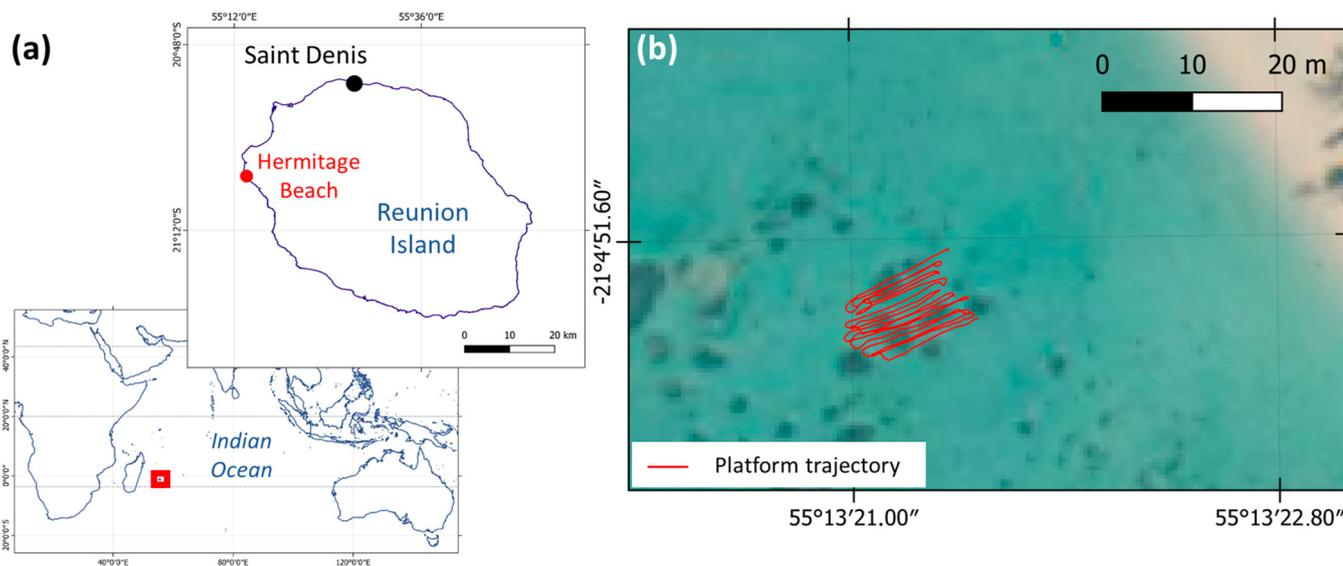 (a)
55°12'0"E
55°36'0"E
20°48'0"S
Saint Denis
Hermitage
Beach
Reunion
Island
21°12'0"S
0 10 20 km
40°0'0"N
20°0'0"N
0°0'0"
20°0'0"S
Indian
Ocean
40°0'0"E
80°0'0"E
120°0'0"E
(b)
0 10 20 m
-21°4′51.60″
Platform trajectory
55°13′21.00″
55°13′22.80″